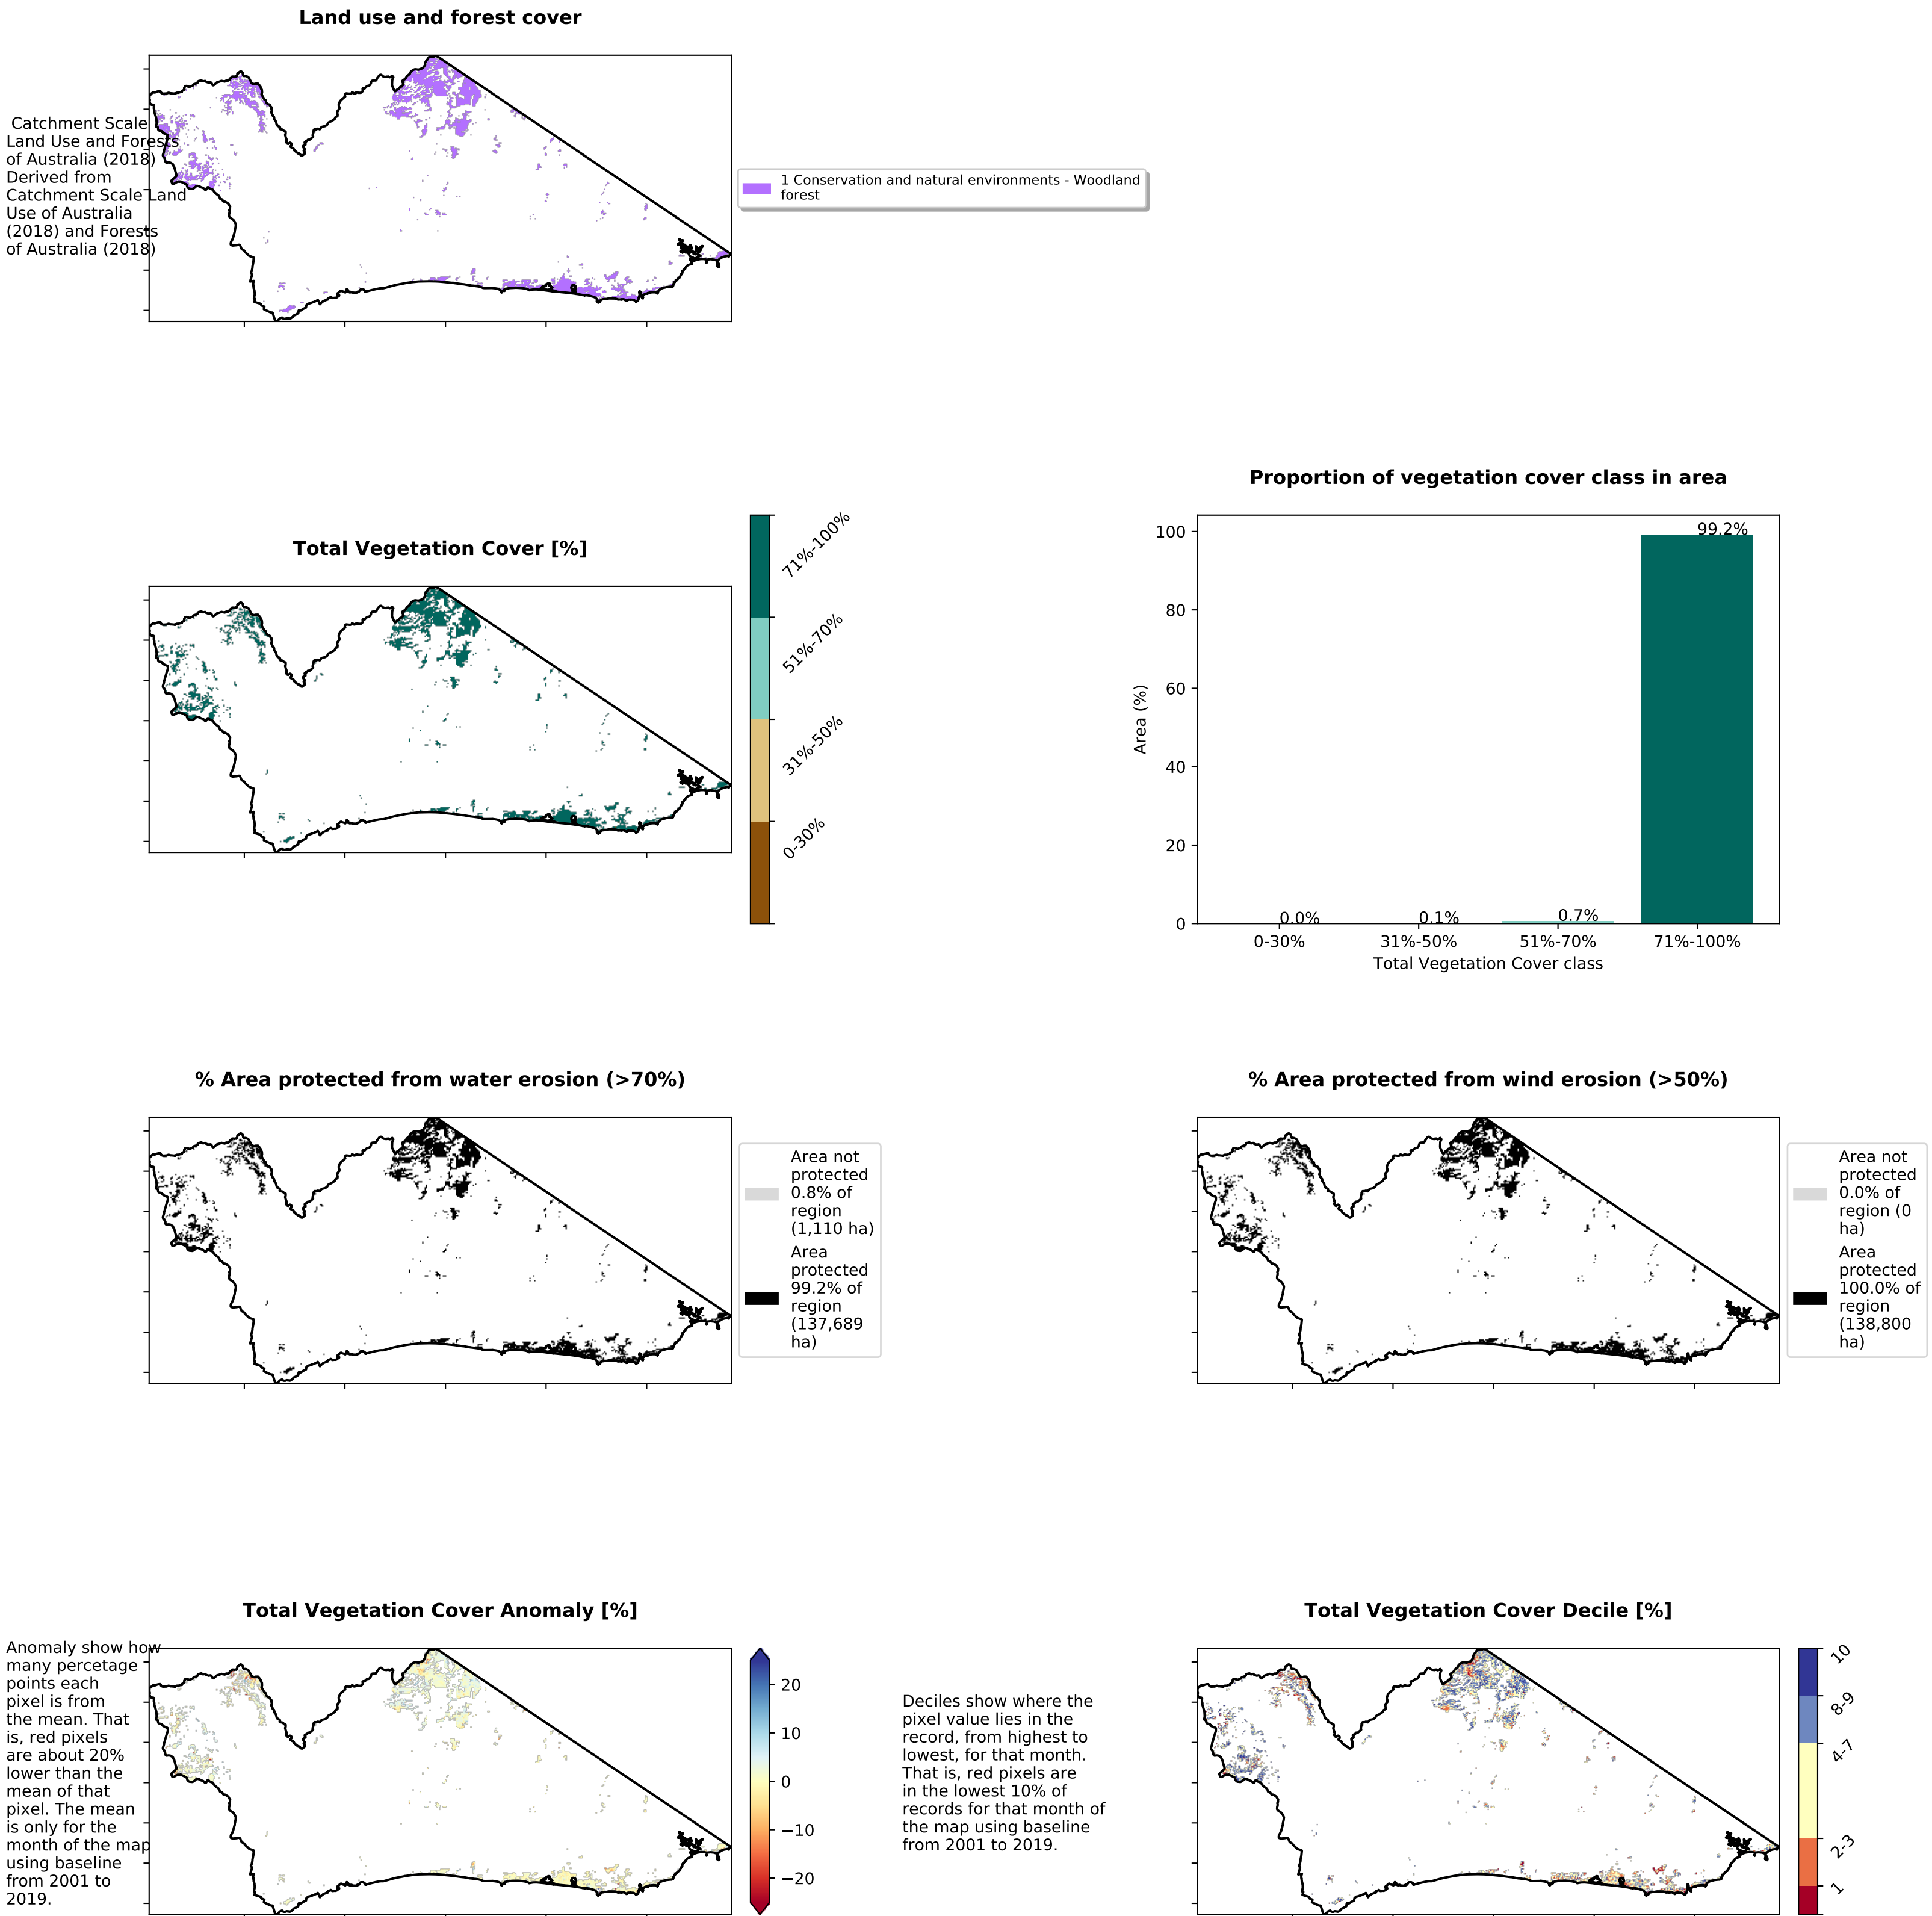 Land use and forest cover
Catchment Scale
Land Use and Forests
of Australia (2018)
Derived from
Catchment Scale Land
Use of Australia
(2018) and Forests
of Australia (2018)
1 Conservation and natural environments - Woodland
forest
Total Vegetation Cover [%]
71%-100%
51%-70%
31%-50%
0-30%
Proportion of vegetation cover class in area
100
80
60
40
20
0
Area (%)
0.0%
0.1%
0.7%
99.2%
0-30%
31%-50%
51%-70%
71%-100%
Total Vegetation Cover class
% Area protected from water erosion (>70%)
Area not
protected
0.8% of
region
(1,110 ha)
Area
protected
99.2% of
region
(137,689
ha)
% Area protected from wind erosion (>50%)
Area not
protected
0.0% of
region (0
ha)
Area
protected
100.0% of
region
(138,800
ha)
Total Vegetation Cover Anomaly [%]
Anomaly show how
many percetage
points each
pixel is from
the mean. That
is, red pixels
are about 20%
lower than the
mean of that
pixel. The mean
is only for the
month of the map
using baseline
from 2001 to
2019.
20
10
0
−10
−20
Total Vegetation Cover Decile [%]
Deciles show where the
pixel value lies in the
record, from highest to
lowest, for that month.
That is, red pixels are
in the lowest 10% of
records for that month of
the map using baseline
from 2001 to 2019.
10
8-9
4-7
2-3
1